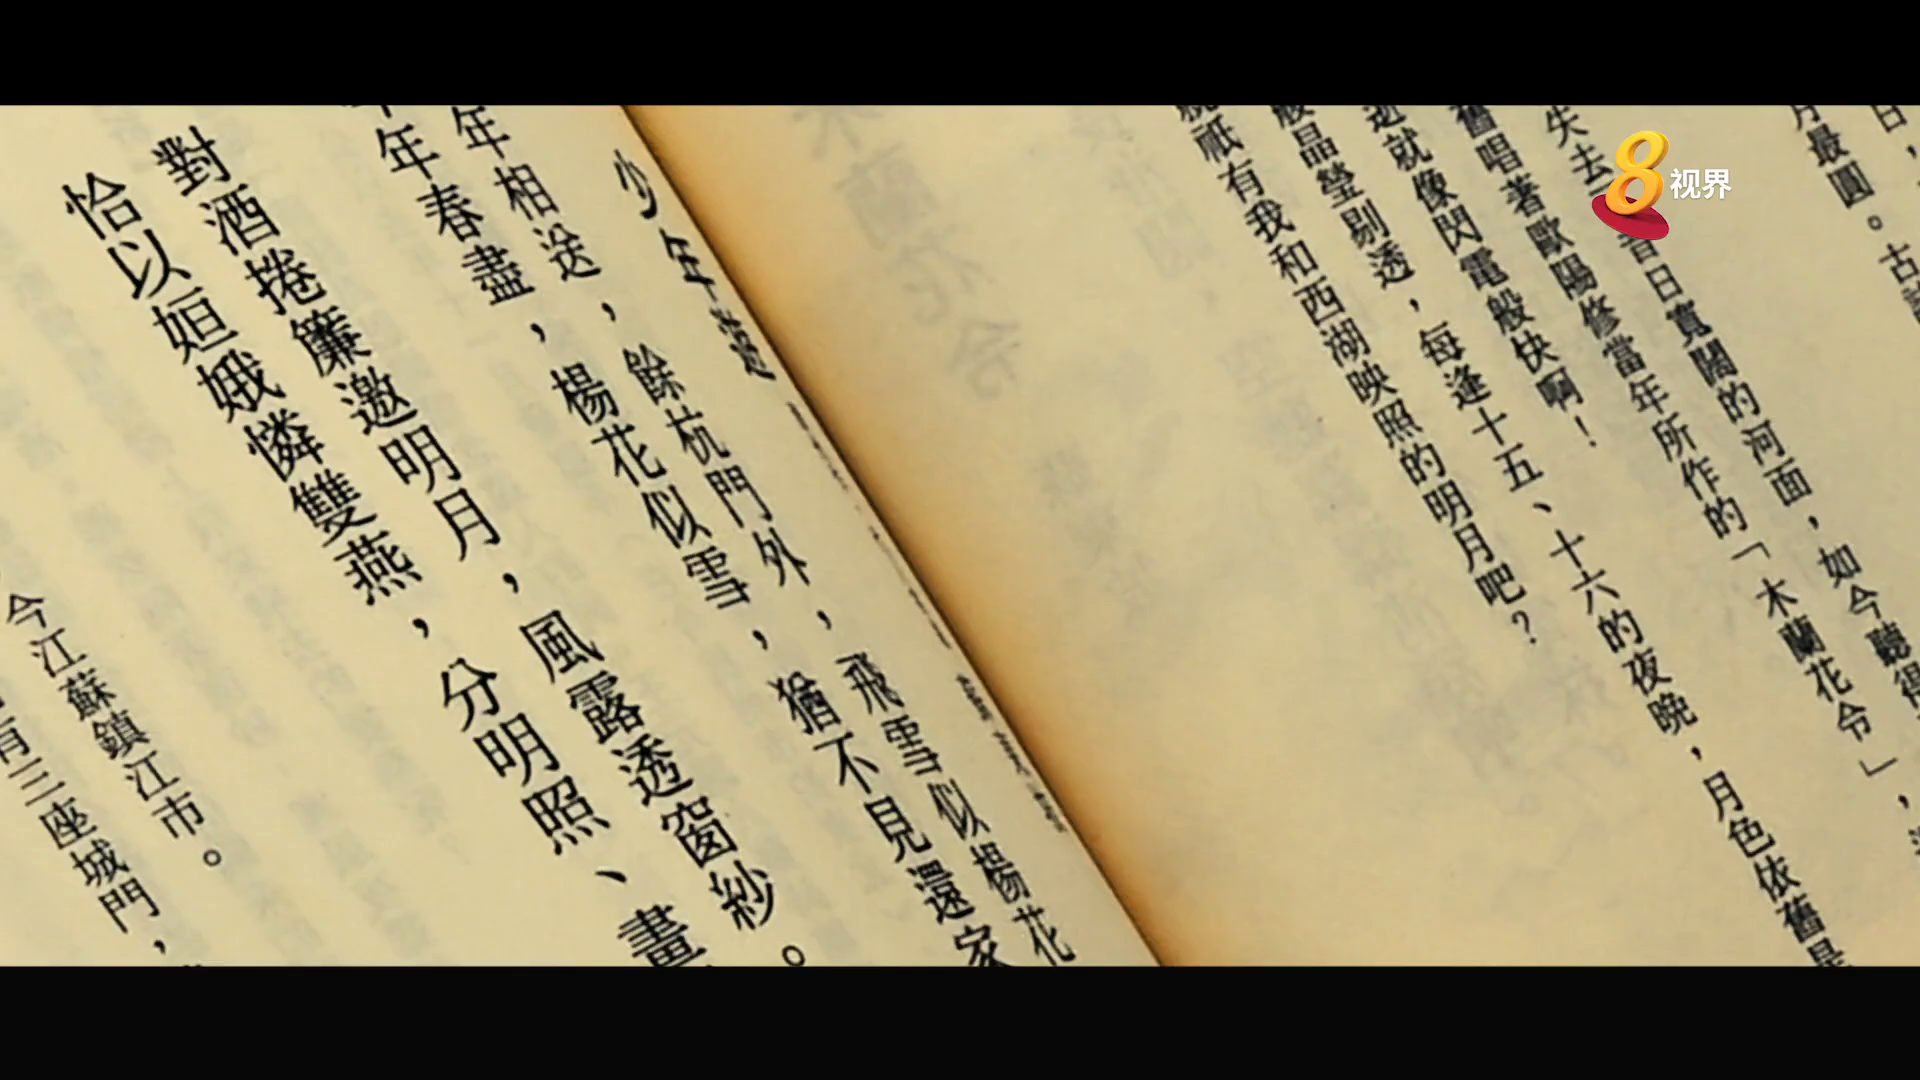 8视界
月最圓。古
失去
昔日寬闊的河面,如今聽得
舊唱著歐陽修當年所作的「木蘭花令」,
逝就像閃電般快啊!
般晶瑩剔透,每逢十五、十六的夜晚,月色依舊是
祇有我和西湖映照的明月吧?
少年遊
年相送,餘杭門外,飛雪似楊花
年春盡,楊花似雪,猶不見還家
對酒捲簾邀明月,風露透窗紗。
恰似姮娥憐雙燕,分明照、畫
今江蘇鎮江市。
有三座城門,